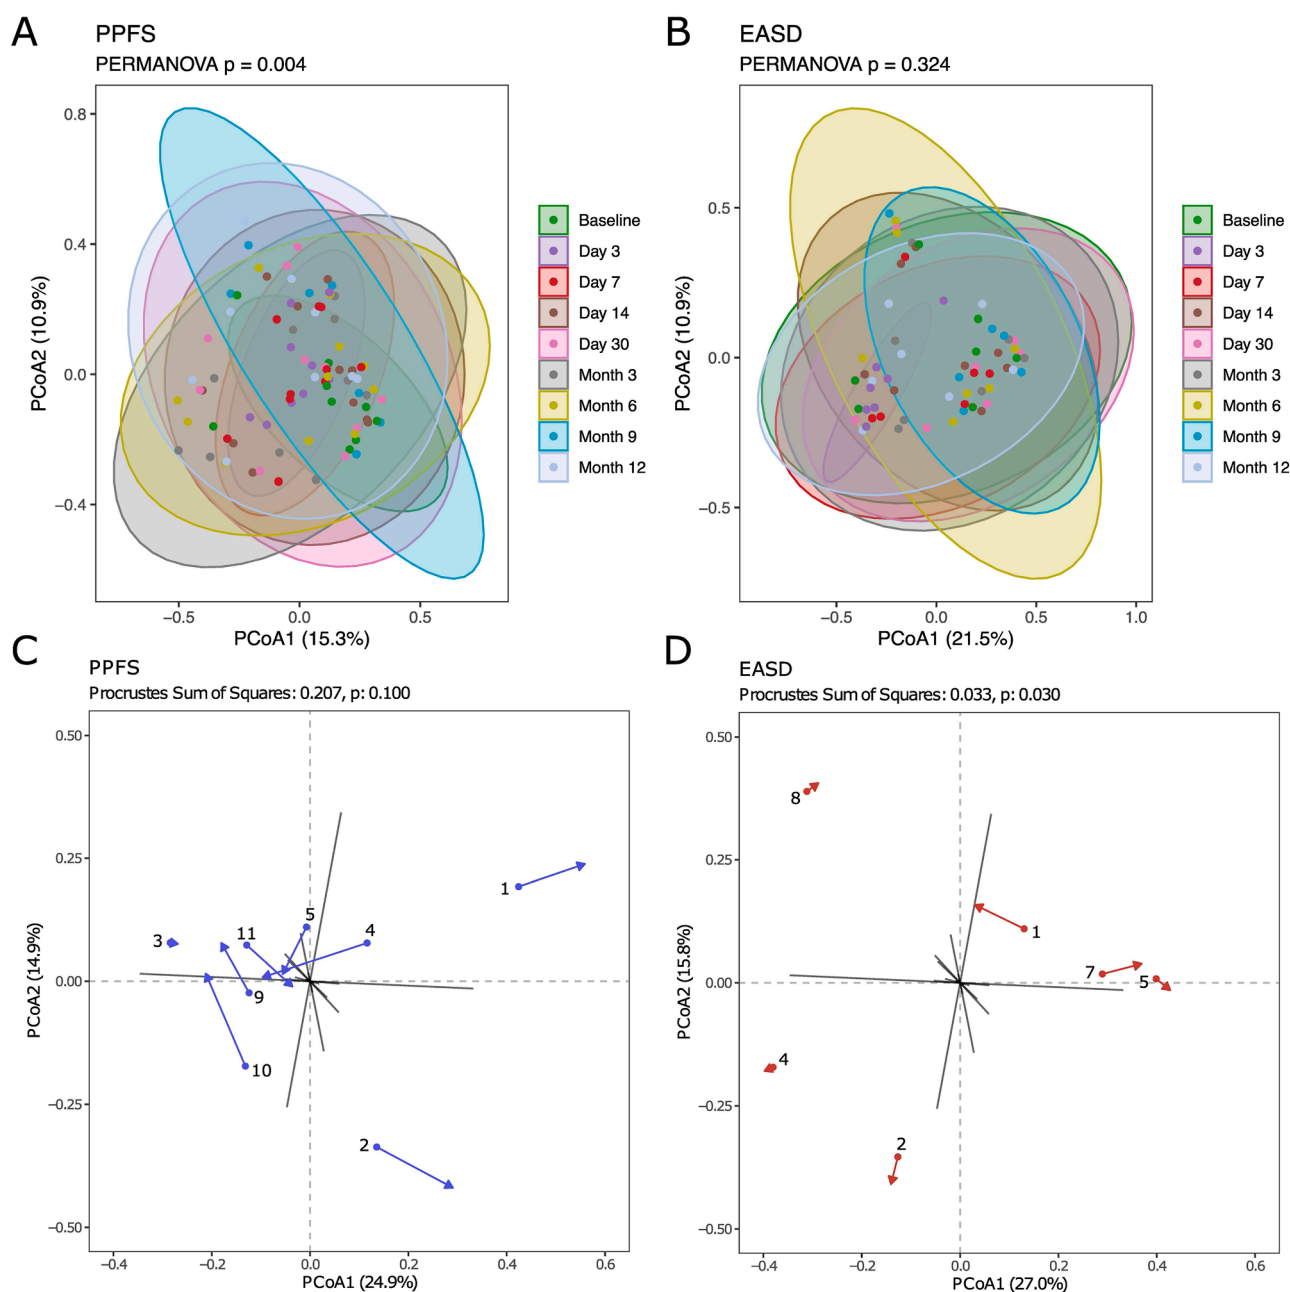 A
PPFS
PERMANOVA p = 0.004
0.8
0.4
0.0
−0.4
PCoA2 (10.9%)
−0.5
0.0
0.5
PCoA1 (15.3%)
Baseline
Day 3
Day 7
Day 14
Day 30
Month 3
Month 6
Month 9
Month 12
B
EASD
PERMANOVA p = 0.324
0.5
0.0
−0.5
PCoA2 (10.9%)
−0.5
0.0
0.5
1.0
PCoA1 (21.5%)
Baseline
Day 3
Day 7
Day 14
Day 30
Month 3
Month 6
Month 9
Month 12
C
PPFS
Procrustes Sum of Squares: 0.207, p: 0.100
0.50
0.25
0.00
−0.25
−0.50
PCoA2 (14.9%)
1
5
4
11
3
9
10
2
−0.4
−0.2
0.0
0.2
0.4
0.6
PCoA1 (24.9%)
D
EASD
Procrustes Sum of Squares: 0.033, p: 0.030
0.50
0.25
0.00
−0.25
−0.50
PCoA2 (15.8%)
8
1
7
5
4
2
−0.4
−0.2
0.0
0.2
0.4
0.6
PCoA1 (27.0%)